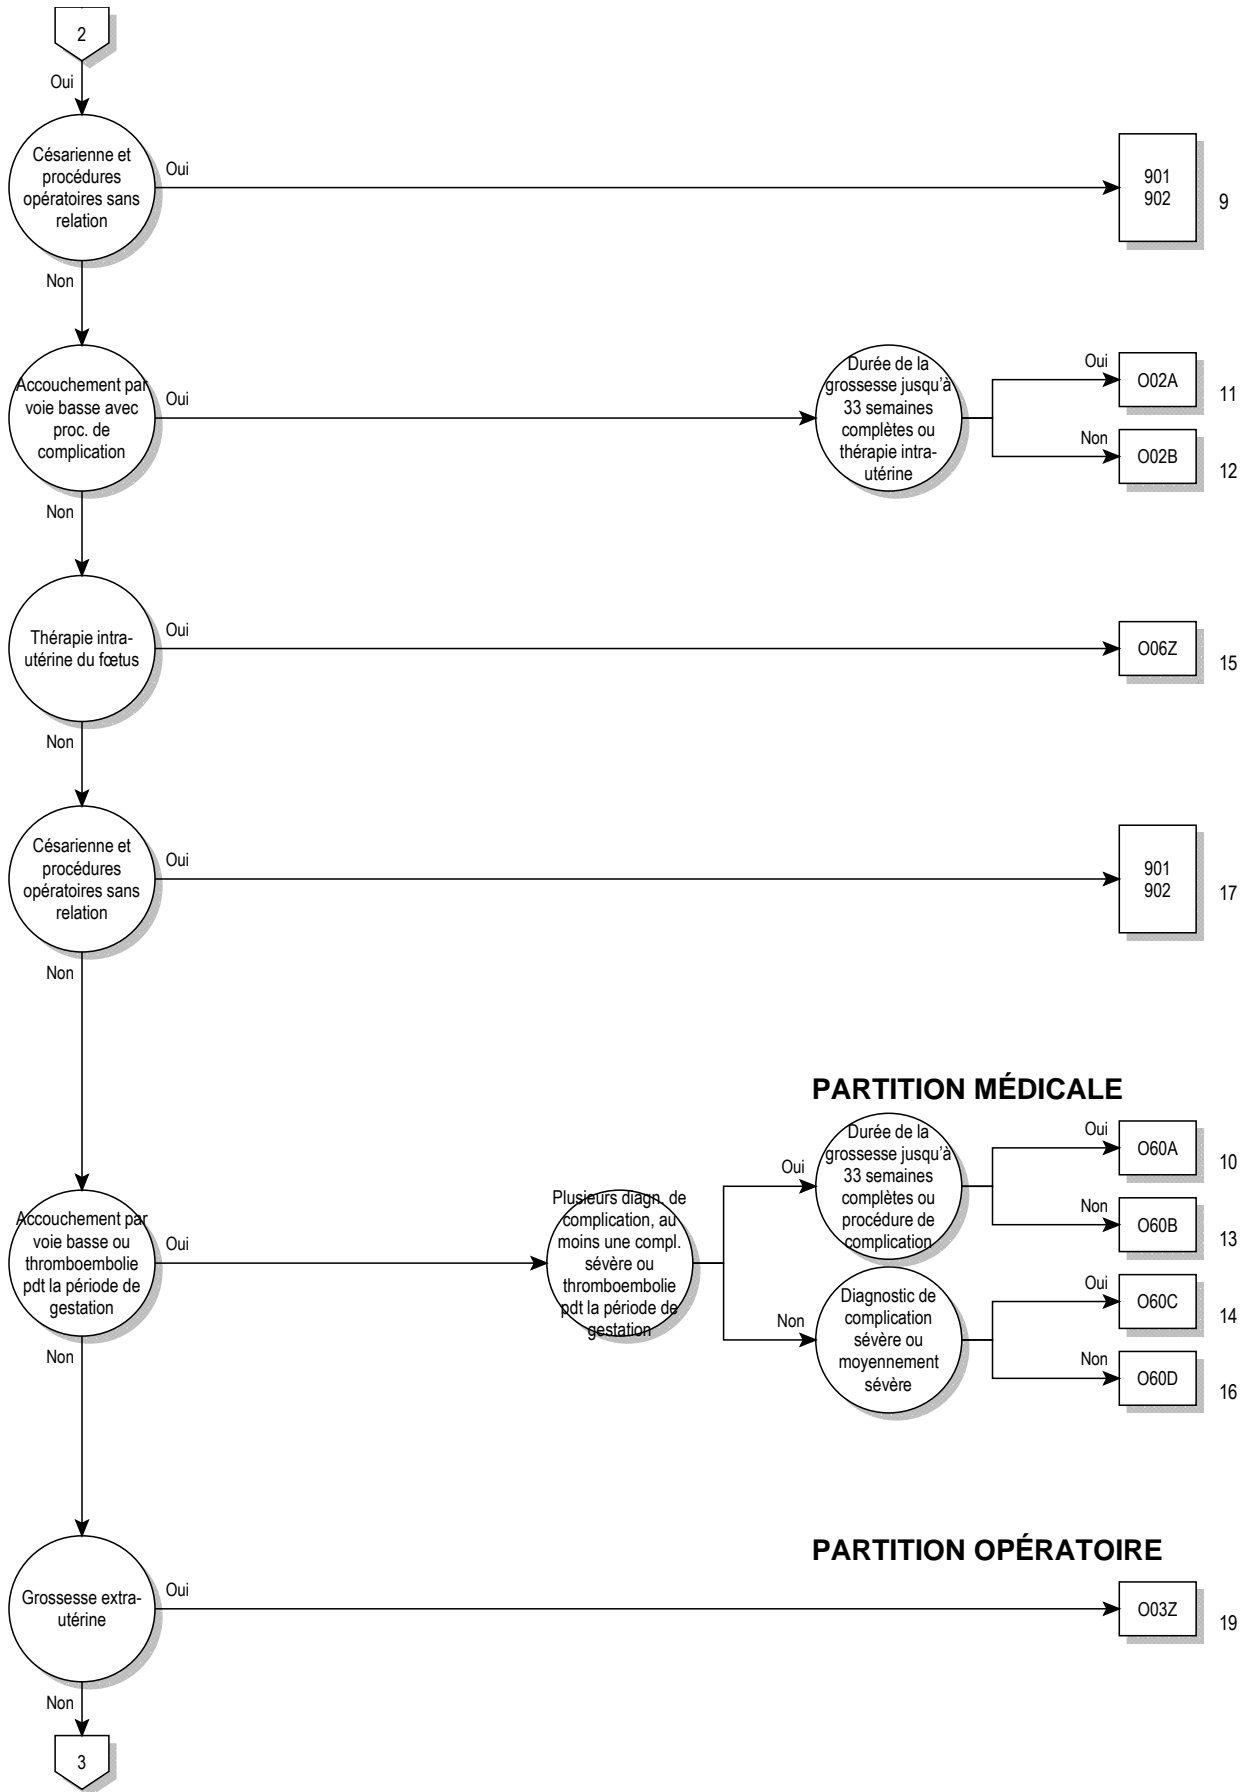 2
Oui
Césarienne et
procédures
opératoires sans
relation
Oui
901
902
9
Non
Accouchement par
voie basse avec
proc. de
complication
Oui
Durée de la
grossesse jusqu'à
33 semaines
complètes ou
thérapie intra-
utérine
Oui
O02A
11
Non
O02B
12
Non
Thérapie intra-
utérine du fœtus
Oui
O06Z
15
Non
Césarienne et
procédures
opératoires sans
relation
Oui
901
902
17
Non
PARTITION MÉDICALE
Accouchement par
voie basse ou
thromboembolie
pdt la période de
gestation
Oui
Plusieurs diagn. de
complication, au
moins une compl.
sévère ou
thromboembolie
pdt la période de
gestation
Oui
Durée de la
grossesse jusqu'à
33 semaines
complètes ou
procédure de
complication
Oui
O60A
10
Non
O60B
13
Non
Diagnostic de
complication
sévère ou
moyennement
sévère
Oui
O60C
14
Non
O60D
16
Non
PARTITION OPÉRATOIRE
Grossesse extra-
utérine
Oui
O03Z
19
Non
3